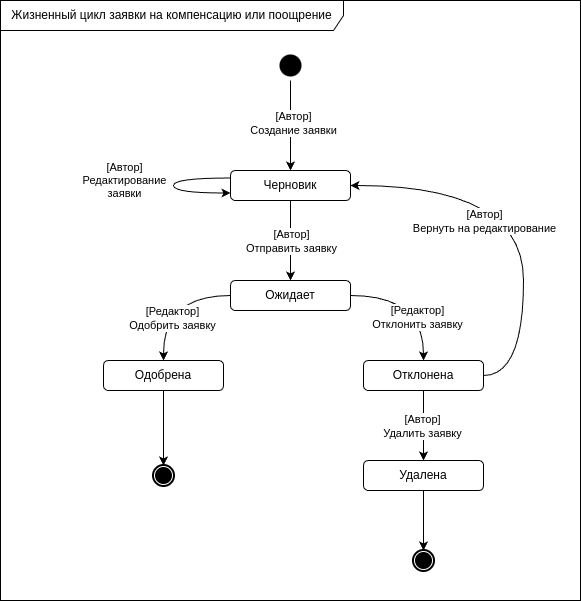 Жизненный цикл заявки на компенсацию или поощрение
[Автор]
Создание заявки
[Автор]
Редактирование
заявки
Черновик
[Автор]
Вернуть на редактирование
[Автор]
Отправить заявку
Ожидает
[Редактор]
Одобрить заявку
[Редактор]
Отклонить заявку
Одобрена
Отклонена
[Автор]
Удалить заявку
Удалена